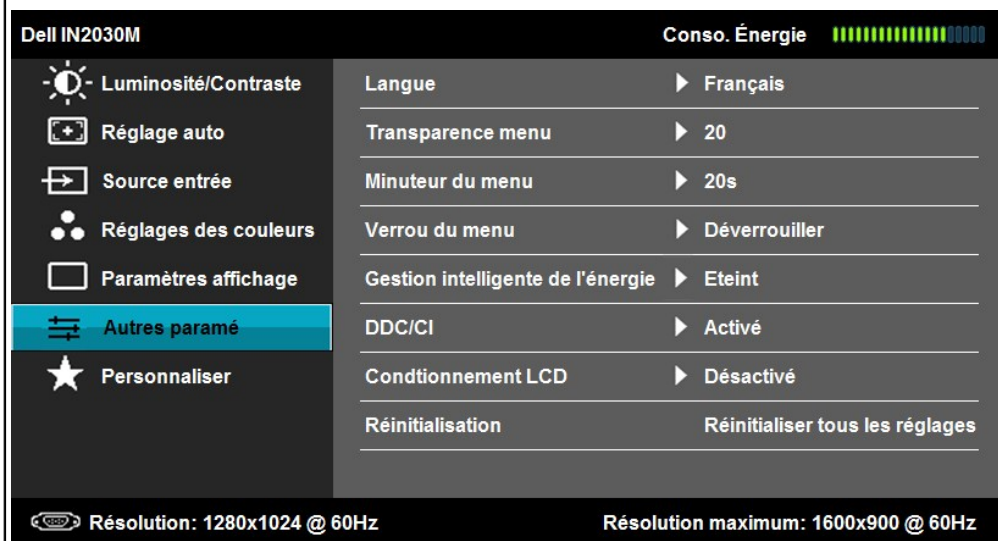 Dell IN2030M Conso. Énergie
Luminosité/Contraste Langue Français
Réglage auto Transparence menu 20
Source entrée Minuteur du menu 20s
Réglages des couleurs Verrou du menu Déverrouiller
Paramètres affichage Gestion intelligente de l'énergie Eteint
Autres paramé DDC/CI Activé
Personnaliser Condtionnement LCD Désactivé
Réinitialisation Réinitialiser tous les réglages
Résolution: 1280x1024 @ 60Hz Résolution maximum: 1600x900 @ 60Hz